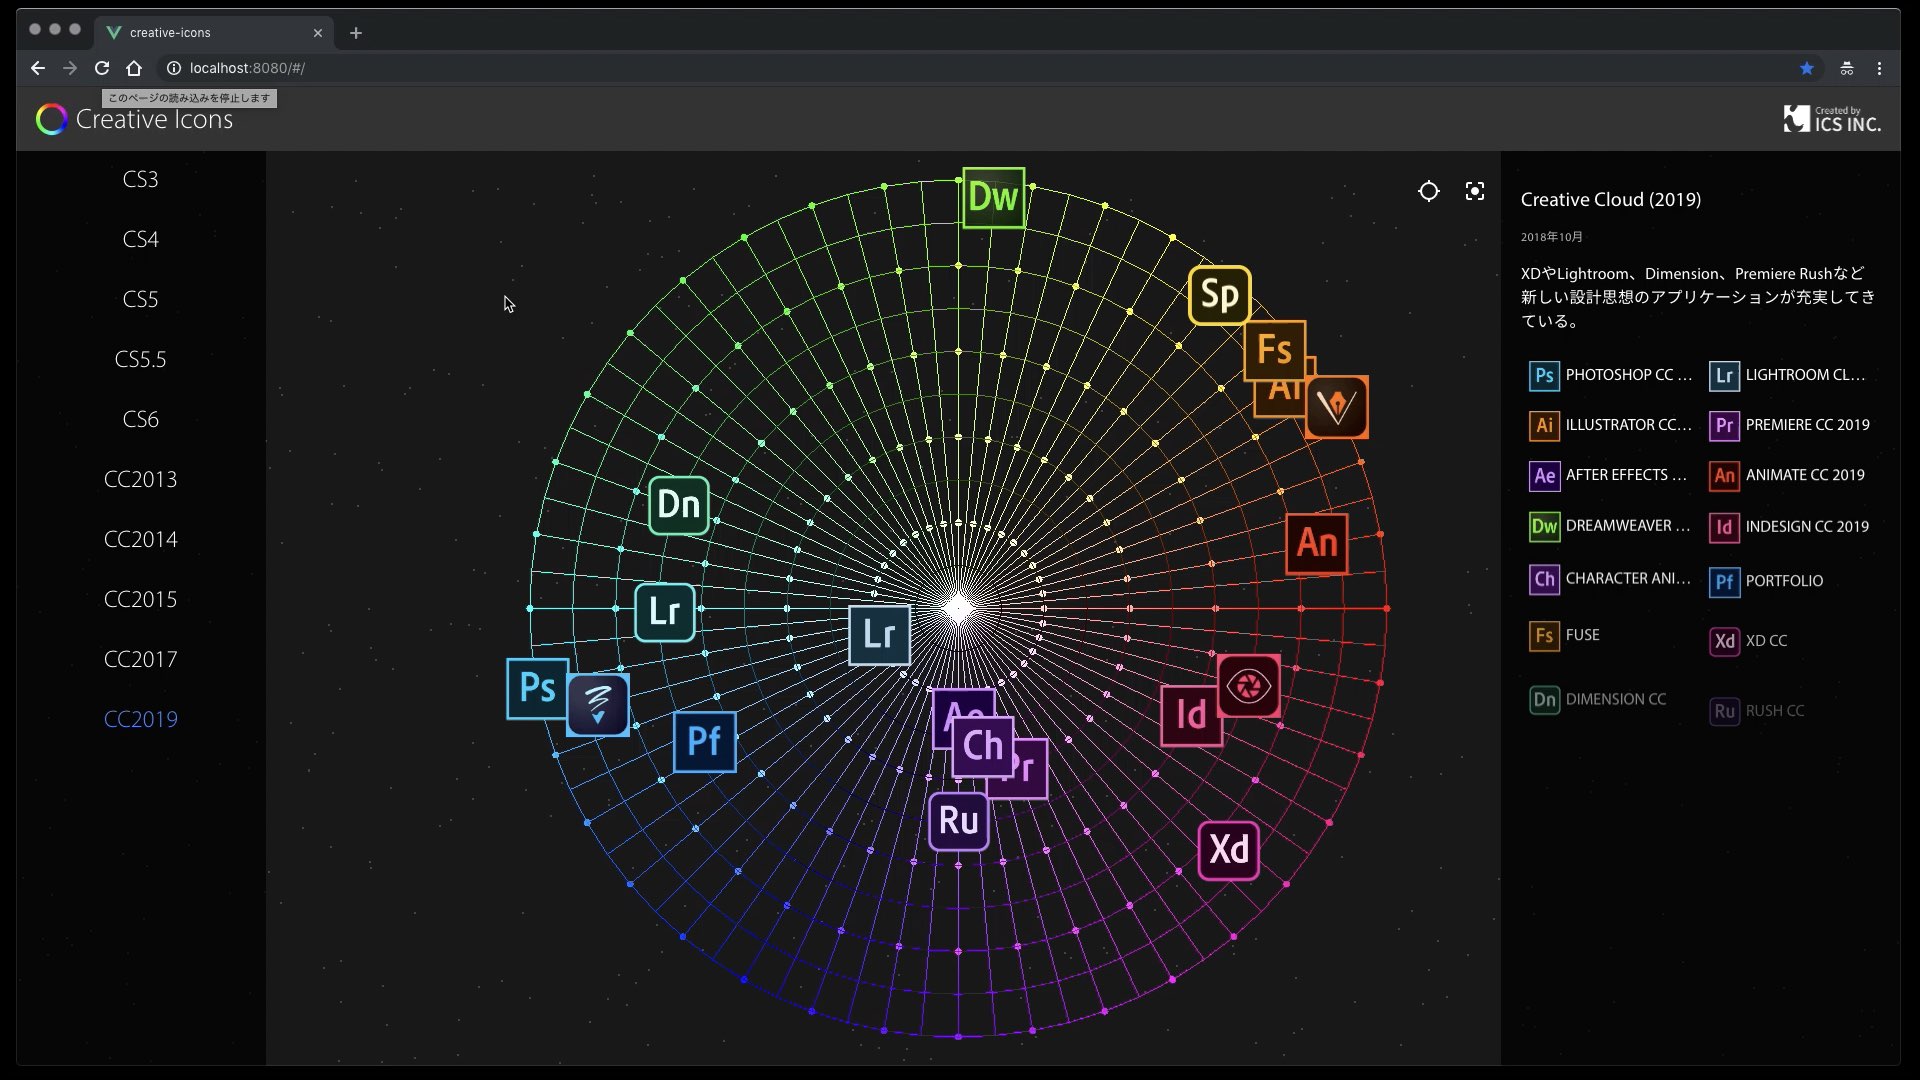 creative-icons
localhost:8080/#/
このページの読み込みを停止します
Creative Icons
Created by
ICS INC.
CS3
CS4
CS5
CS5.5
CS6
CC2013
CC2014
CC2015
CC2017
CC2019
Dw
Sp
Fs
Ai
An
Dn
Lr
Lr
Ps
Pf
Ae
Ch
Pr
Ru
Id
Xd
Creative Cloud (2019)
2018年10月
XDやLightroom、Dimension、Premiere Rushなど
新しい設計思想のアプリケーションが充実してき
ている。
Ps PHOTOSHOP CC ...
Lr LIGHTROOM CL...
Ai ILLUSTRATOR CC...
Pr PREMIERE CC 2019
Ae AFTER EFFECTS ...
An ANIMATE CC 2019
Dw DREAMWEAVER ...
Id INDESIGN CC 2019
Ch CHARACTER ANI...
Pf PORTFOLIO
Fs FUSE
Xd XD CC
Dn DIMENSION CC
Ru RUSH CC